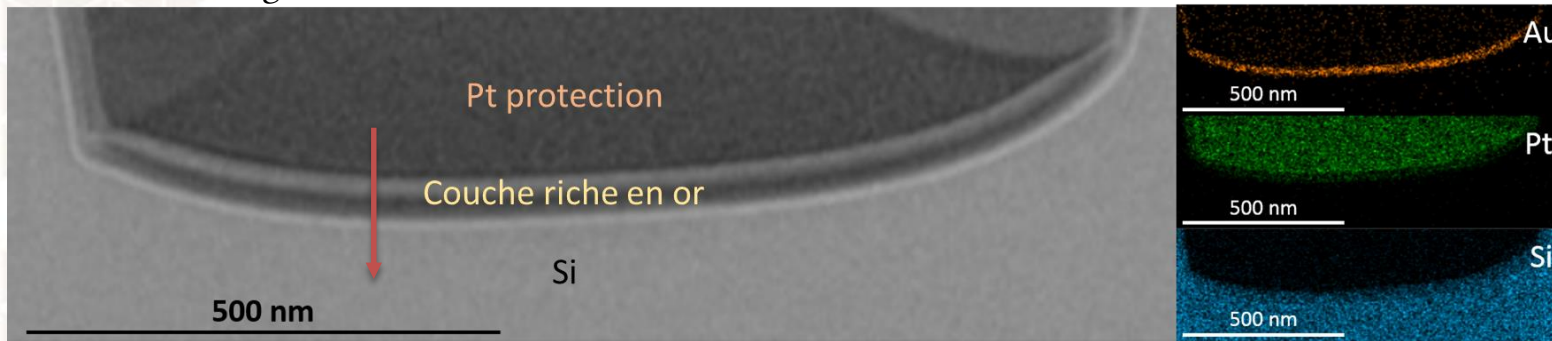 Pt protection
Couche riche en or
Si
500 nm
Au
500 nm
Pt
500 nm
Si
500 nm